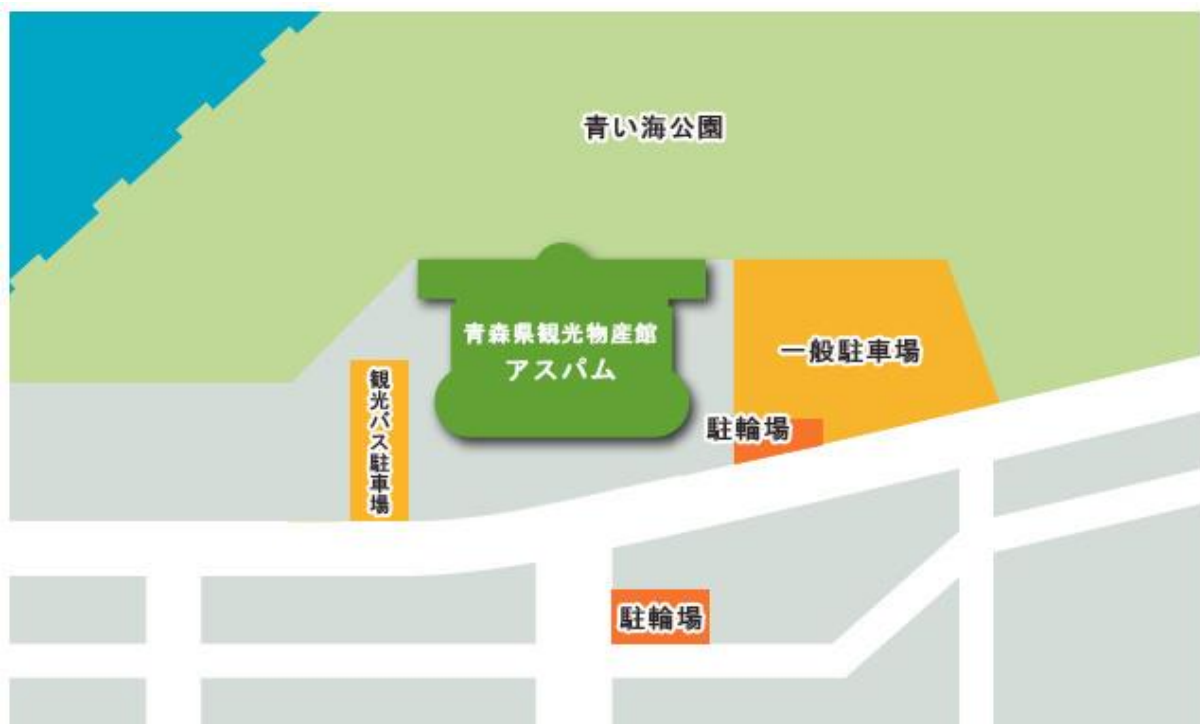 青い海公園
青森県観光物産館
アスパム
一般駐車場
観光バス駐車場
駐輪場
駐輪場